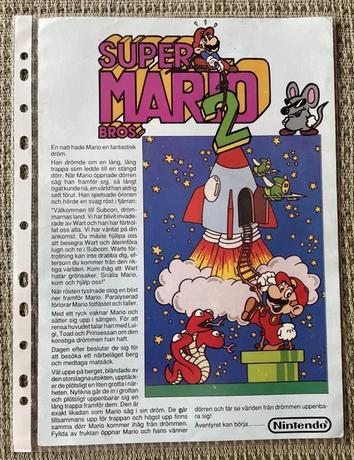 SUPER
MARIO
BROS.
2
En natt hade Mario en fantastisk
dröm.
Han drömde om en lång, lång
trappa som ledde till en stängd
dörr. När Mario öppnade dörren
såg han framför sig, så långt
ögat kunde nå, en värld han aldrig
sett förut. Han spetsade öronen
och hörde en svag röst i fjärran:
"Välkommen till Subcon, dröm-
marnas land. Vi har blivit invade-
rade av Wart och han har förtrol-
lat oss alla. Vi har väntat på din
ankomst. Du måste hjälpa oss
att besegra Wart och återinföra
lugn och ro i Subcon. Warts för-
trollning kan inte drabba dig, ef-
tersom du kommer från den rik-
tiga världen. Kom ihåg att Wart
hatar grönsaker. Snälla Mario,
kom och hjälp oss!"
När rösten tystnade slog en blixt
ner framför Mario. Paralyserad
förlorar Mario fotfästet och faller.
Med ett ryck vaknar Mario och
sätter sig upp i sängen. För att
rensa huvudet talar han med Lui-
gi, Toad och Prinsessan om den
konstiga drömmen han haft.
Dagen efter beslutar de sig för
att besöka ett närbeläget berg
och medtaga matsäck.
Väl uppe på berget, bländade av
den storslagna utsikten, upptäck-
er de plötsligt en liten grotta i närhe-
ten. Nyfikna går de in i grottan
och plötsligt uppenbarar sig en
lång trappa framför dem. Den är
exakt likadan som Mario såg i sin dröm. De går
tillsammans uppför trappan och högst upp finns
samma dörr som Mario kommer ihåg från drömmen.
Fyllda av fruktan öppnar Mario och hans vänner
dörren och får se världen från drömmen uppenba-
ra sig!
Äventyret kan börja
Nintendo